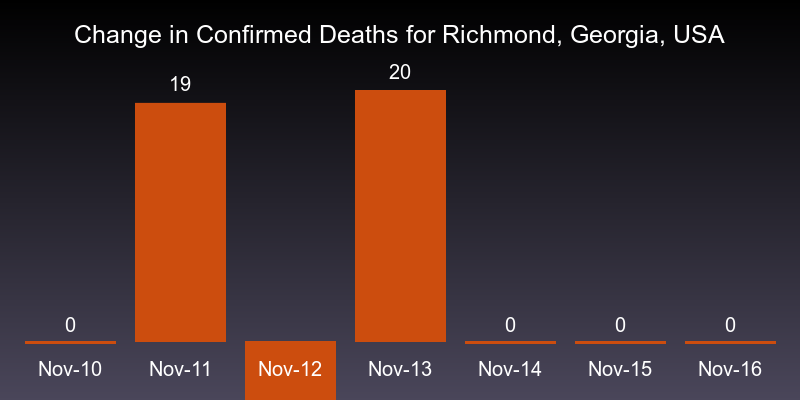 Change in Confirmed Deaths for Richmond, Georgia, USA
19
20
0
0
0
0
Nov-10
Nov-11
Nov-12
Nov-13
Nov-14
Nov-15
Nov-16